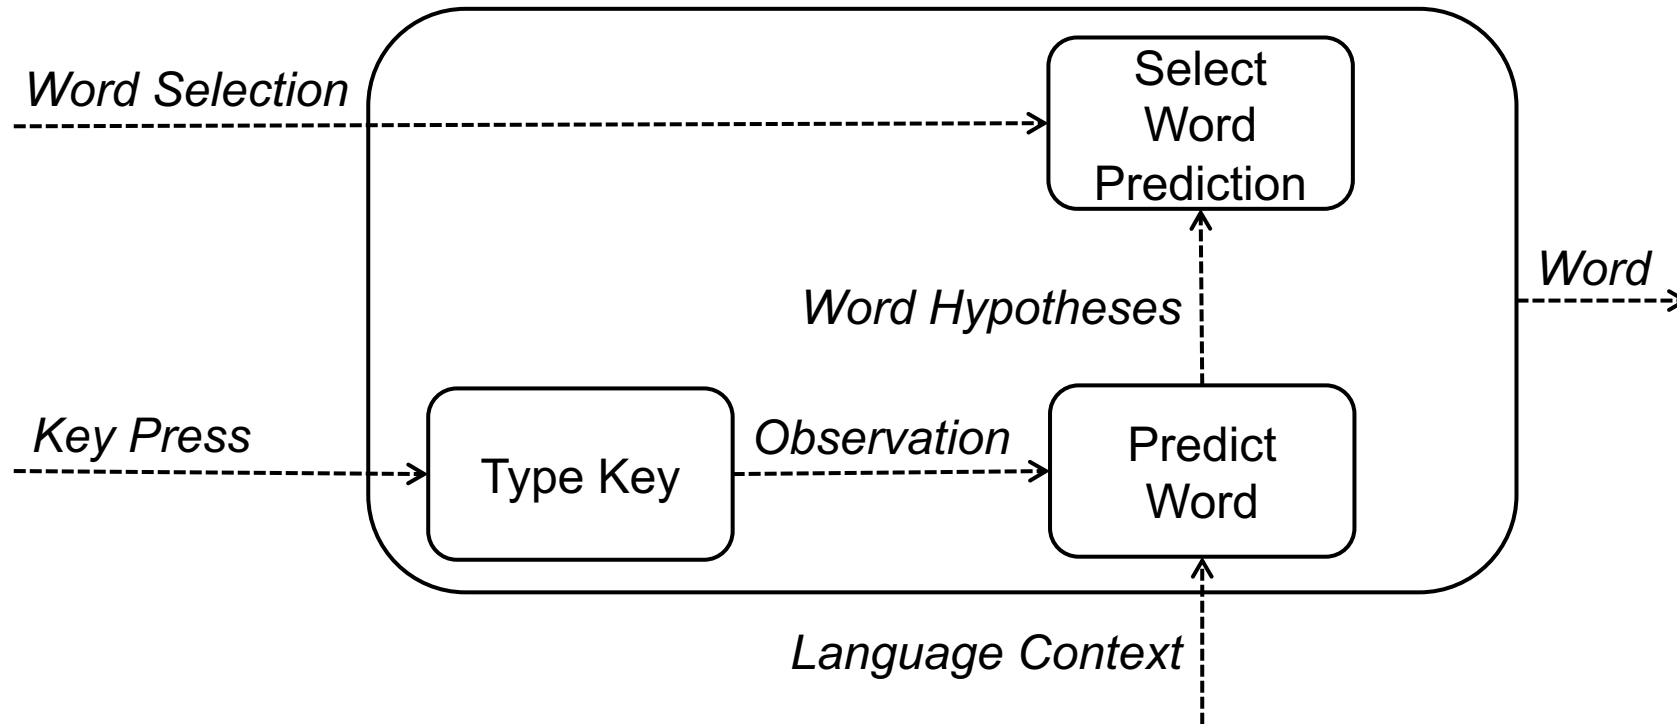 Word Selection
Select
Word
Prediction
Word
Word Hypotheses
Key Press
Type Key
Observation
Predict
Word
Language Context